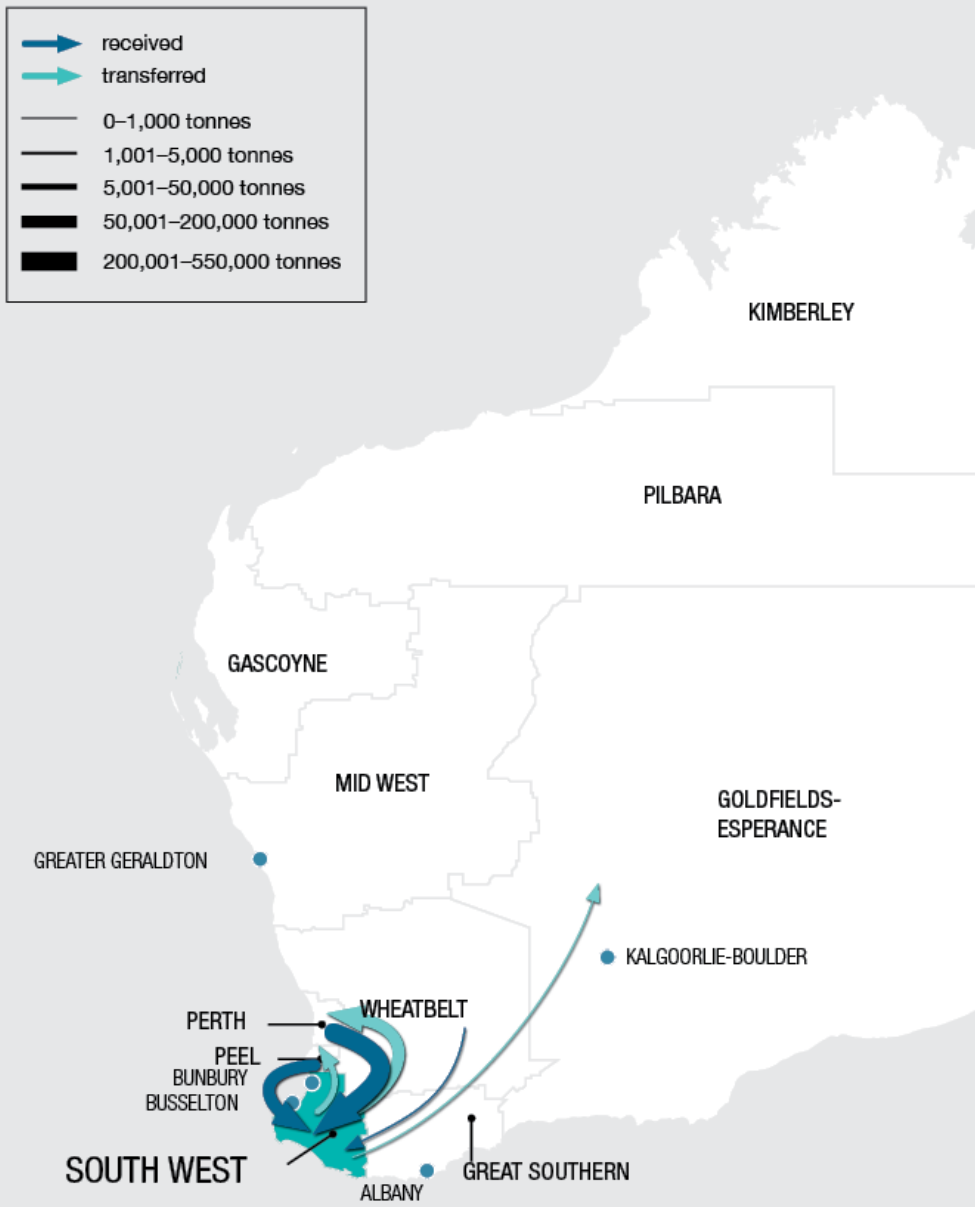 received
transferred
0–1,000 tonnes
1,001–5,000 tonnes
5,001–50,000 tonnes
50,001–200,000 tonnes
200,001–550,000 tonnes
KIMBERLEY
PILBARA
GASCOYNE
MID WEST
GOLDFIELDS-
ESPERANCE
GREATER GERALDTON
KALGOORLIE-BOULDER
WHEATBELT
PERTH
PEEL
BUNBURY
BUSSELTON
SOUTH WEST
GREAT SOUTHERN
ALBANY